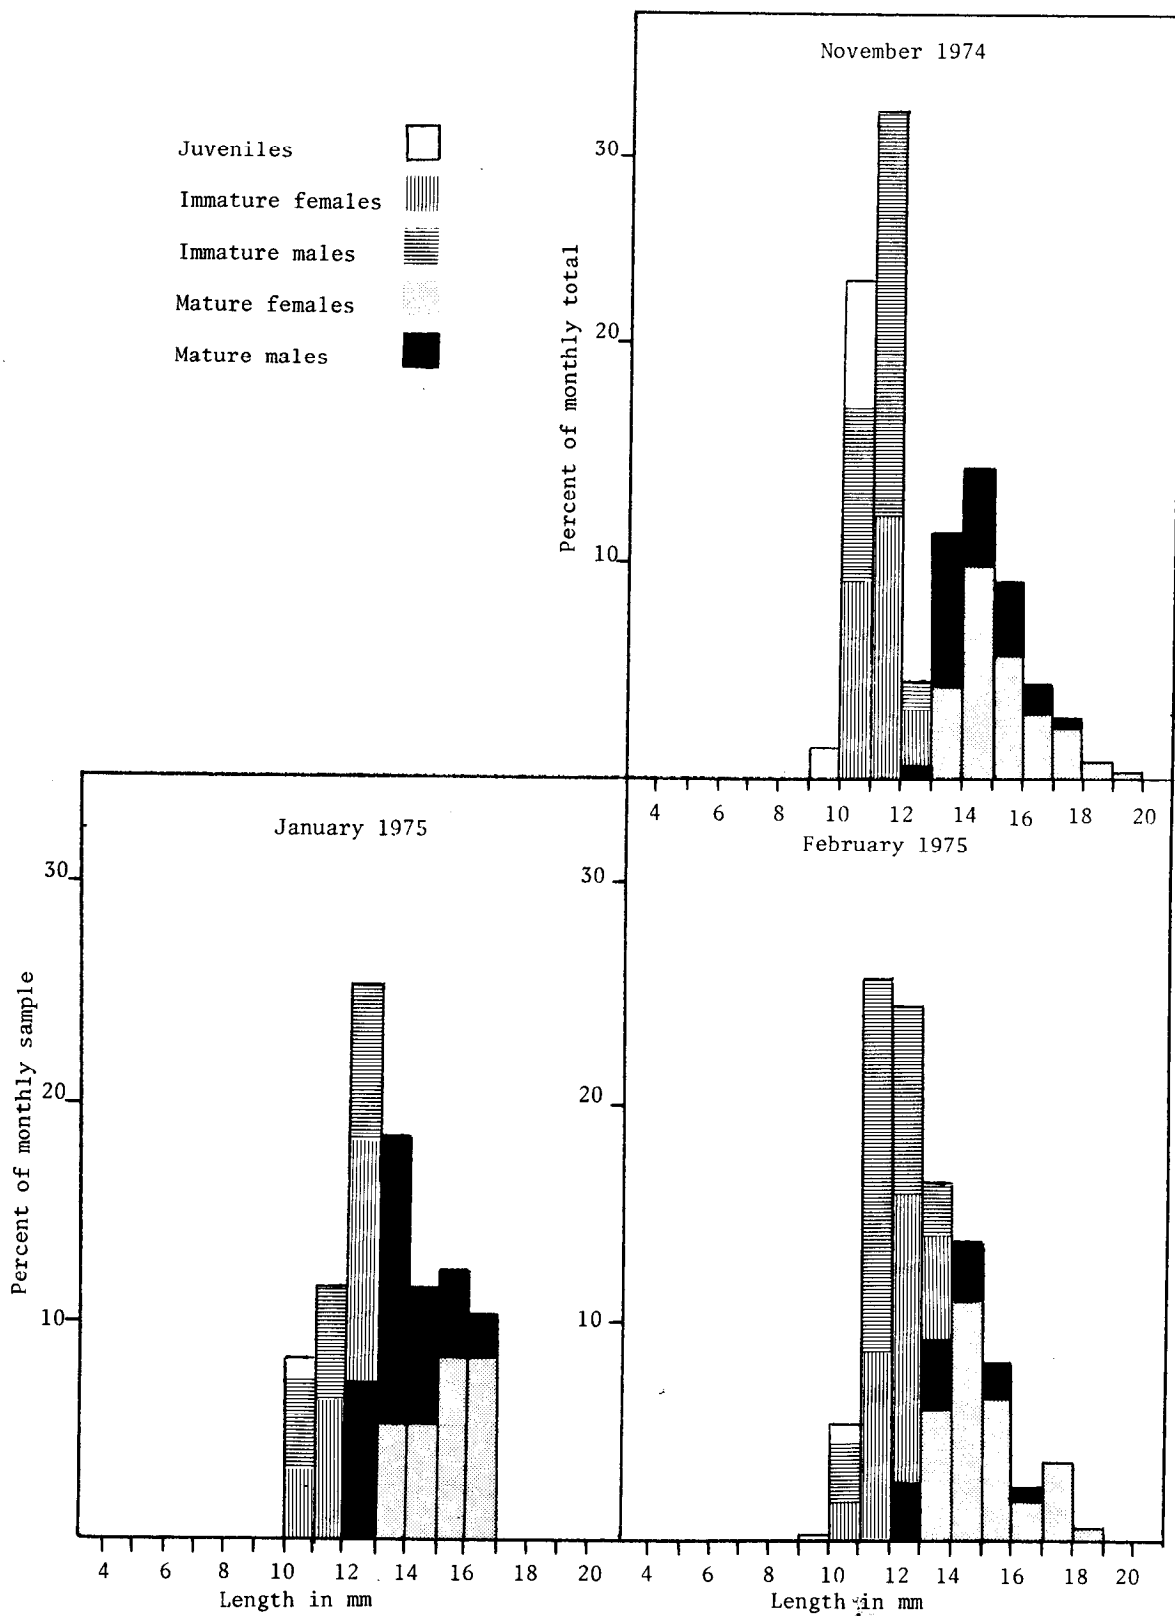 November 1974
Juveniles
Immature females
Immature males
Mature females
Mature males
Percent of monthly total
30
20
10
4 6 8 10 12 14 16 18 20
January 1975
Percent of monthly sample
30
20
10
4 6 8 10 12 14 16 18 20
Length in mm
February 1975
30
20
10
4 6 8 10 12 14 16 18 20
Length in mm